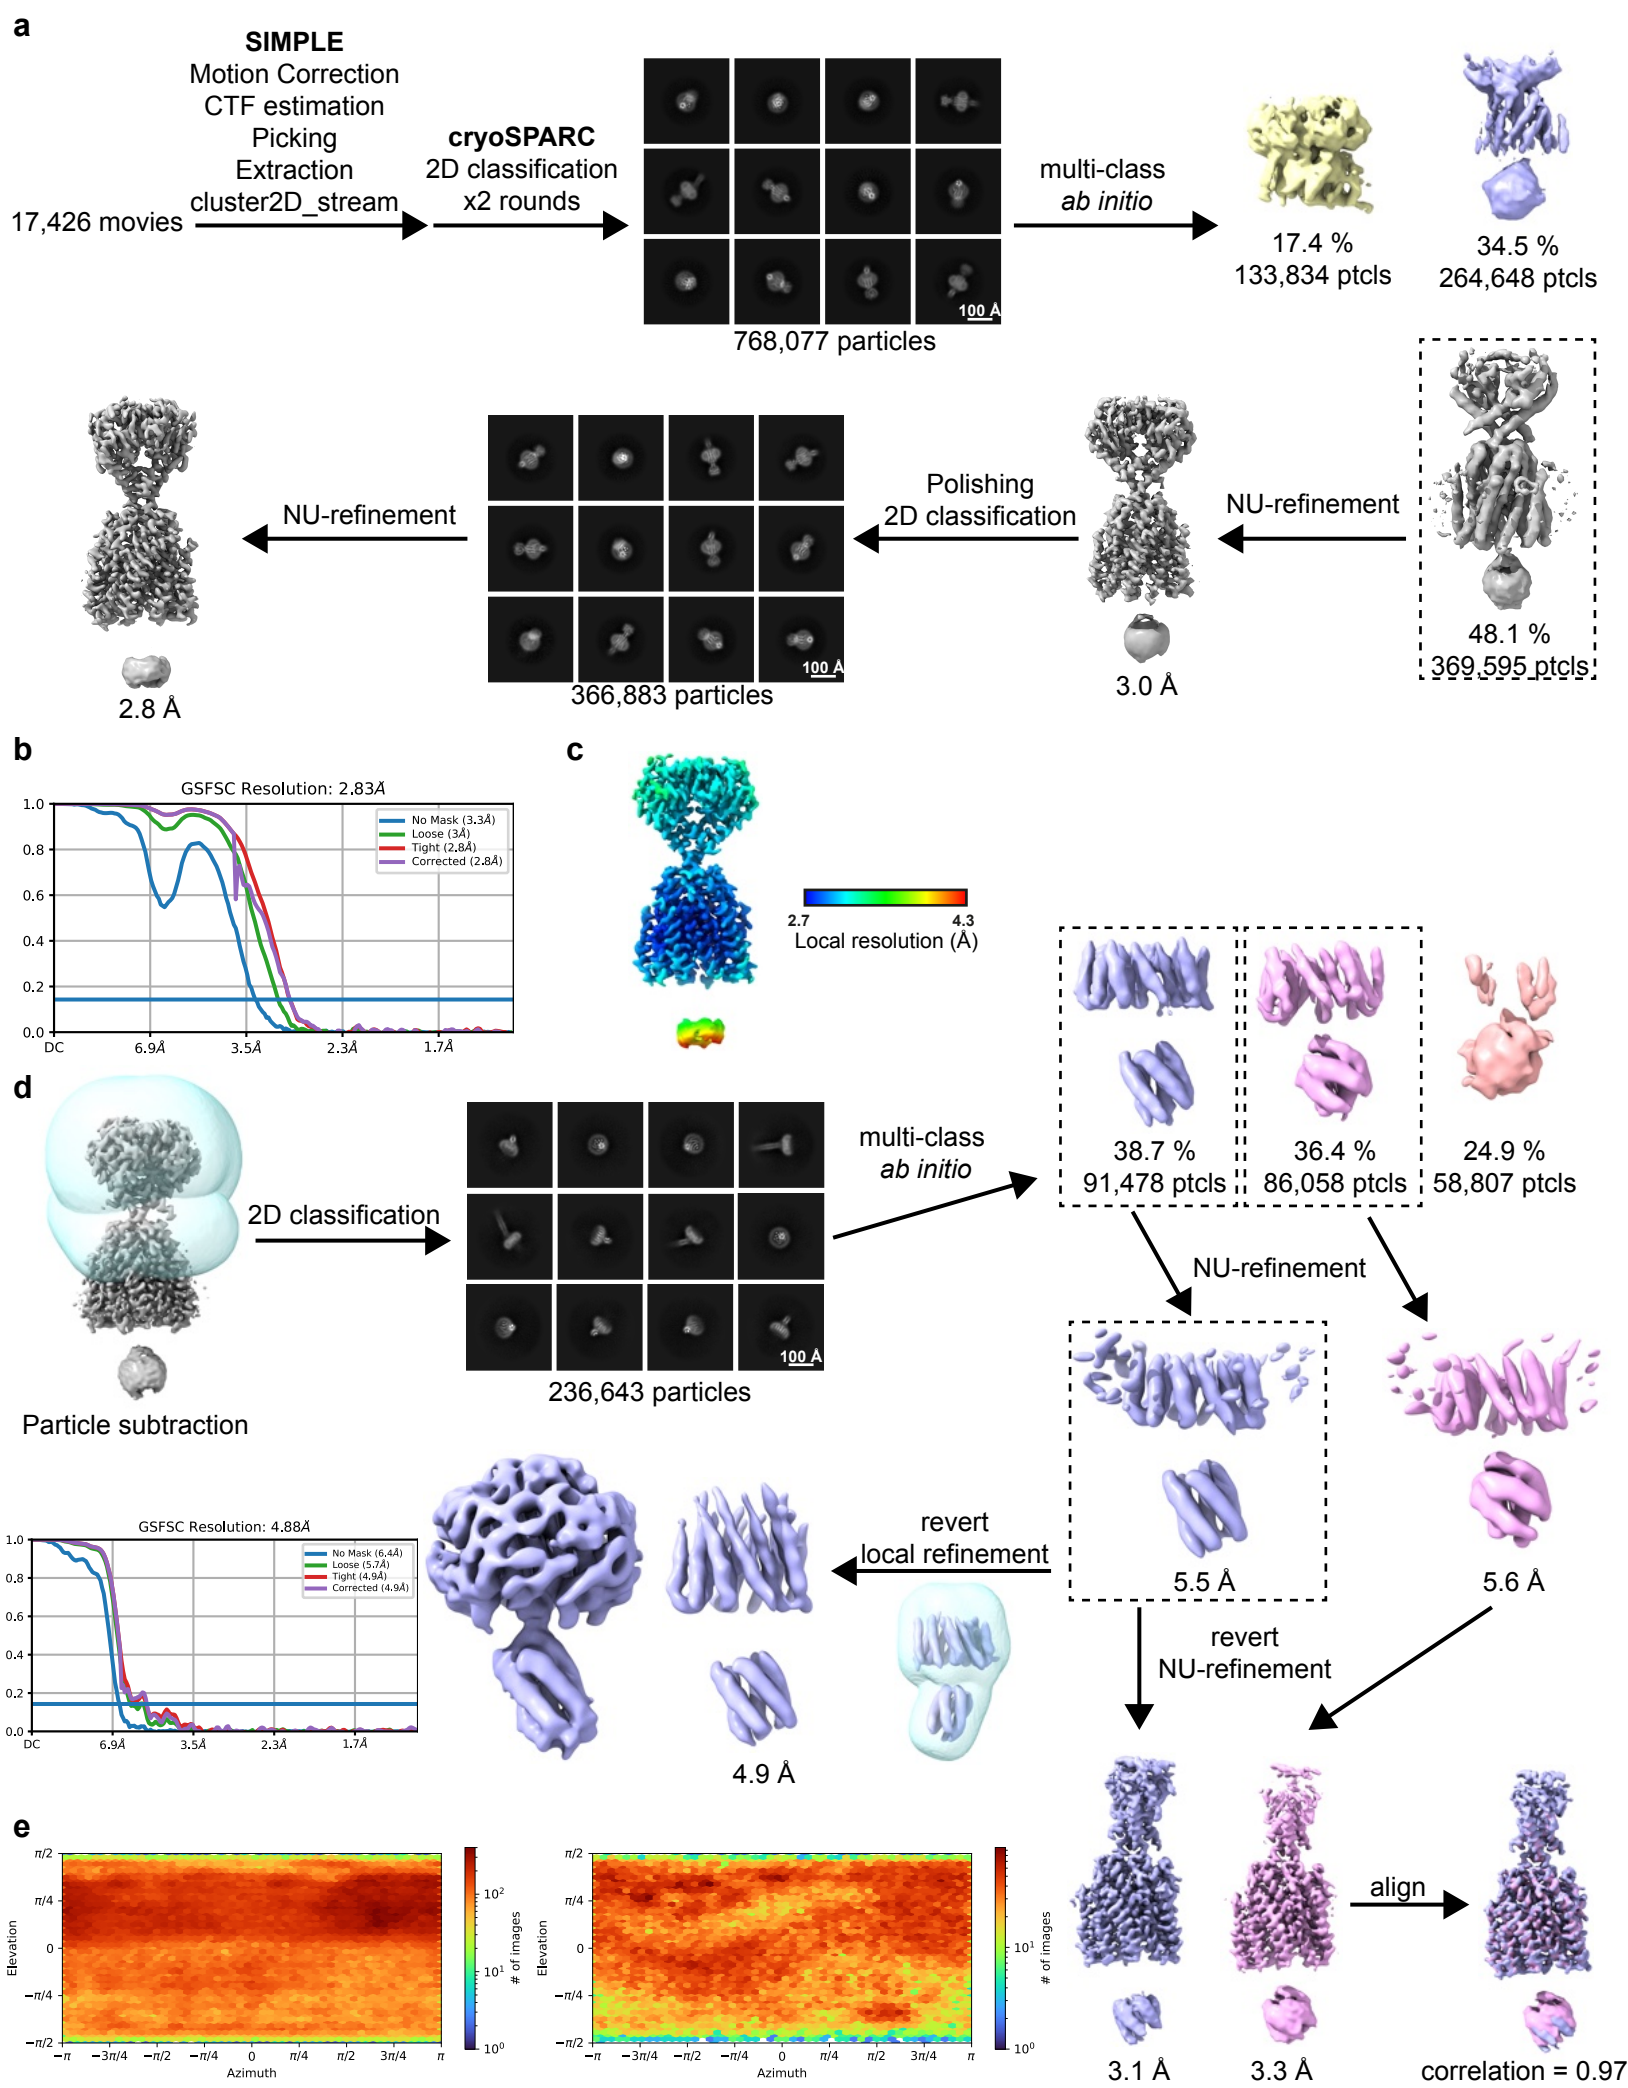 a
SIMPLE
Motion Correction
CTF estimation
Picking
Extraction
cluster2D_stream
17,426 movies
cryoSPARC
2D classification
x2 rounds
100 Å
768,077 particles
multi-class
ab initio
17.4 %
133,834 ptcls
34.5 %
264,648 ptcls
48.1 %
369,595 ptcls
NU-refinement
3.0 Å
Polishing
2D classification
100 Å
366,883 particles
NU-refinement
2.8 Å
b
GSFSC Resolution: 2.83Å
1.0
0.8
0.6
0.4
0.2
0.0
DC
6.9Å
3.5Å
2.3Å
1.7Å
No Mask (3.3Å)
Loose (3Å)
Tight (2.8Å)
Corrected (2.8Å)
c
2.7
4.3
Local resolution (Å)
d
Particle subtraction
2D classification
100 Å
236,643 particles
multi-class
ab initio
38.7 %
91,478 ptcls
36.4 %
86,058 ptcls
24.9 %
58,807 ptcls
NU-refinement
5.5 Å
5.6 Å
revert
local refinement
4.9 Å
GSFSC Resolution: 4.88Å
1.0
0.8
0.6
0.4
0.2
0.0
DC
6.9Å
3.5Å
2.3Å
1.7Å
No Mask (6.4Å)
Loose (5.7Å)
Tight (4.9Å)
Corrected (4.9Å)
revert
NU-refinement
3.1 Å
3.3 Å
align
correlation = 0.97
e
π/2
π/4
0
−π/4
−π/2
Elevation
−π
−3π/4
−π/2
−π/4
0
π/4
π/2
3π/4
π
Azimuth
10²
10¹
10⁰
# of images
π/2
π/4
0
−π/4
−π/2
Elevation
−π
−3π/4
−π/2
−π/4
0
π/4
π/2
3π/4
π
Azimuth
10¹
10⁰
# of images